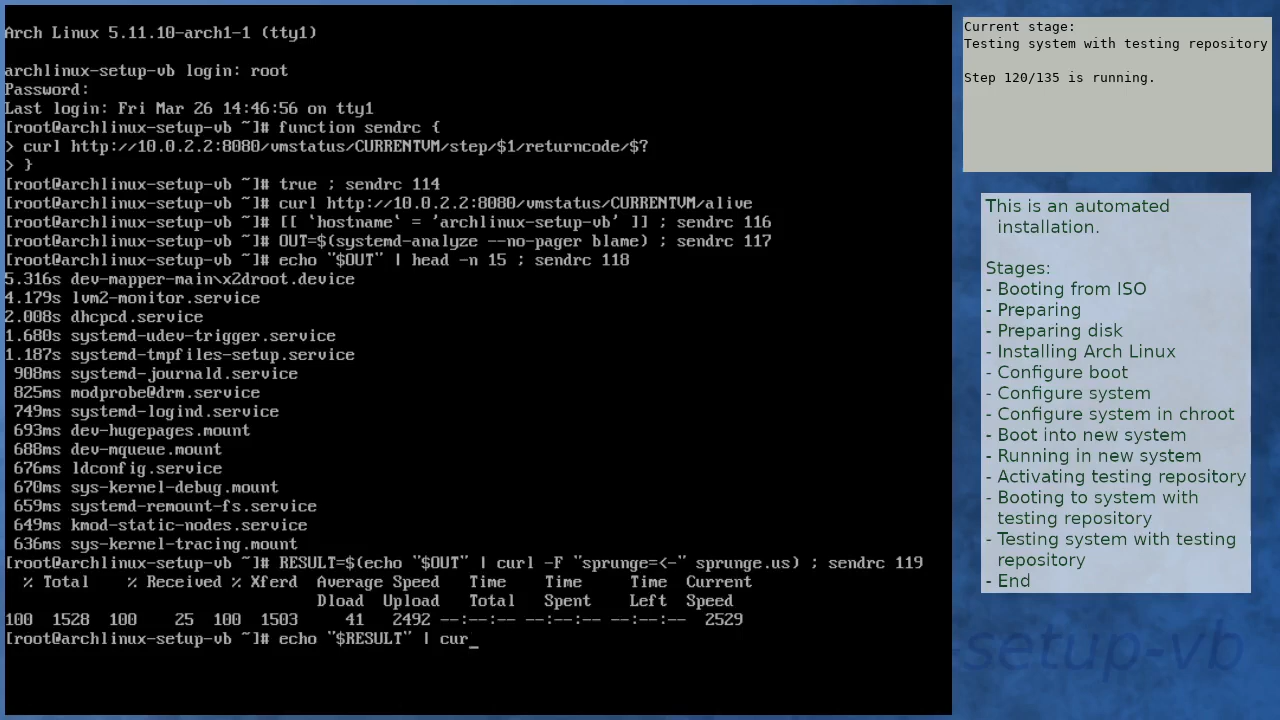 Arch Linux 5.11.10-arch1-1 (tty1)
archlinux-setup-vb login: root
Password:
Last login: Fri Mar 26 14:46:56 on tty1
[root@archlinux-setup-vb ~]# function sendrc {
> curl http://10.0.2.2:8080/vmstatus/CURRENTVM/step/$1/returncode/$?
> }
[root@archlinux-setup-vb ~]# true ; sendrc 114
[root@archlinux-setup-vb ~]# curl http://10.0.2.2:8080/vmstatus/CURRENTVM/alive
[root@archlinux-setup-vb ~]# [[ `hostname` = 'archlinux-setup-vb' ]] ; sendrc 116
[root@archlinux-setup-vb ~]# OUT=$(systemd-analyze --no-pager blame) ; sendrc 117
[root@archlinux-setup-vb ~]# echo "$OUT" | head -n 15 ; sendrc 118
5.316s dev-mapper-main\x2droot.device
4.179s lvm2-monitor.service
2.008s dhcpcd.service
1.680s systemd-udev-trigger.service
1.187s systemd-tmpfiles-setup.service
908ms systemd-journald.service
825ms modprobe@drm.service
749ms systemd-logind.service
693ms dev-hugepages.mount
688ms dev-mqueue.mount
676ms ldconfig.service
670ms sys-kernel-debug.mount
659ms systemd-remount-fs.service
649ms kmod-static-nodes.service
636ms sys-kernel-tracing.mount
[root@archlinux-setup-vb ~]# RESULT=$(echo "$OUT" | curl -F "sprunge=<-" sprunge.us) ; sendrc 119
% Total % Received % Xferd Average Speed Time Time Time Current
Dload Upload Total Spent Left Speed
100 1528 100 25 100 1503 41 2492 --:--:-- --:--:-- --:--:-- 2529
[root@archlinux-setup-vb ~]# echo "$RESULT" | cur_
Current stage:
Testing system with testing repository
Step 120/135 is running.
This is an automated
installation.
Stages:
- Booting from ISO
- Preparing
- Preparing disk
- Installing Arch Linux
- Configure boot
- Configure system
- Configure system in chroot
- Boot into new system
- Running in new system
- Activating testing repository
- Booting to system with
testing repository
- Testing system with testing
repository
- End
-setup-vb